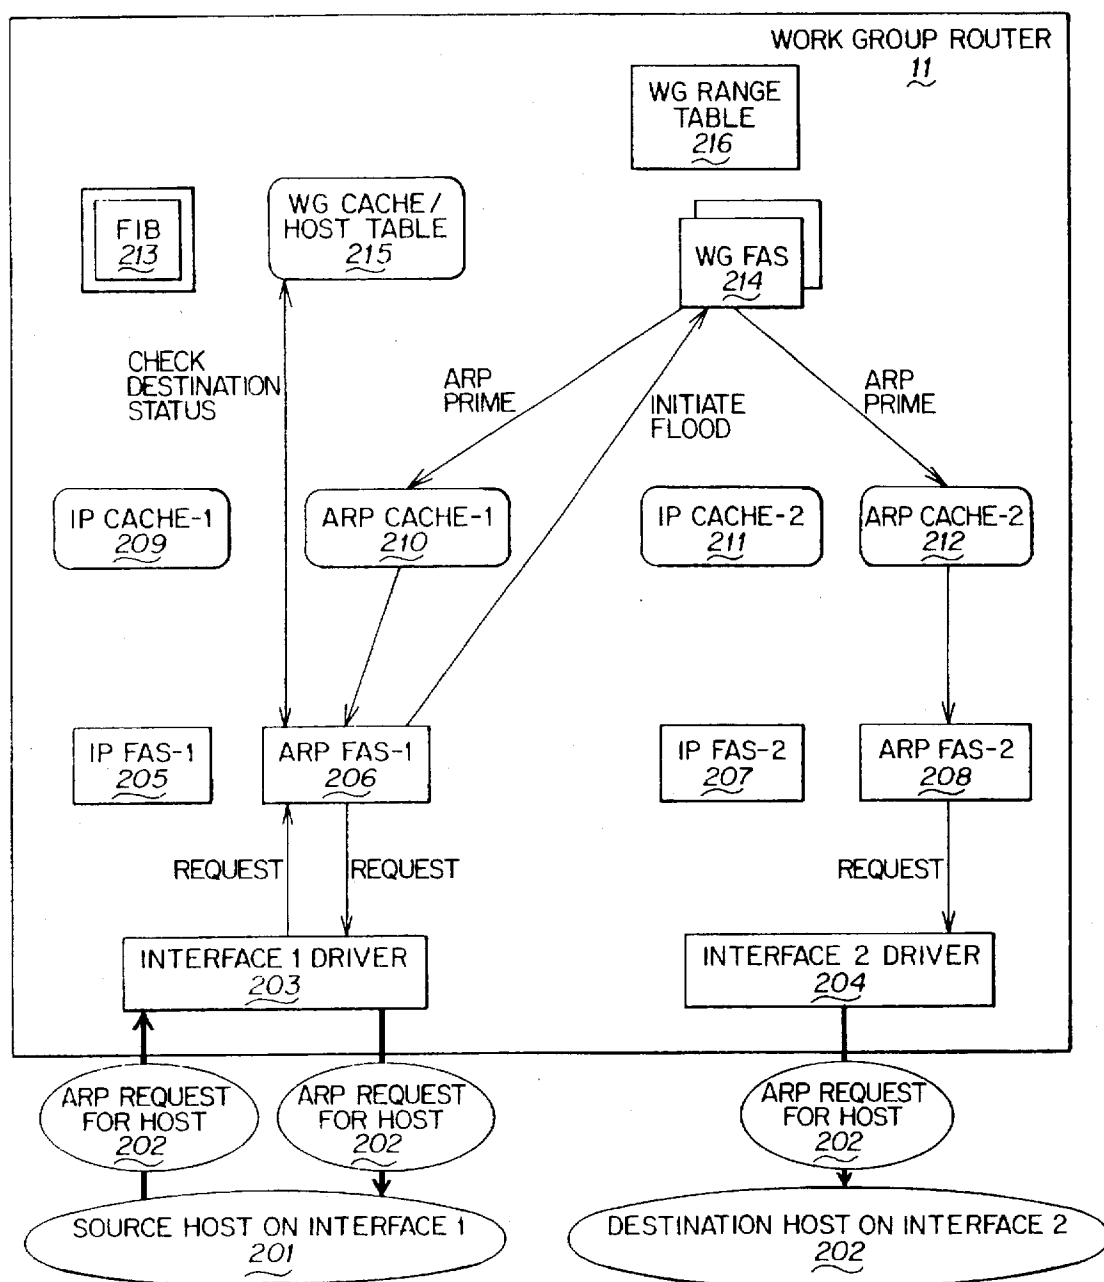 WORK GROUP ROUTER
11
WG RANGE
TABLE
216
FIB
213
WG CACHE/
HOST TABLE
215
WG FAS
214
CHECK
DESTINATION
STATUS
ARP
PRIME
INITIATE
FLOOD
ARP
PRIME
IP CACHE-1
209
ARP CACHE-1
210
IP CACHE-2
211
ARP CACHE-2
212
IP FAS-1
205
ARP FAS-1
206
IP FAS-2
207
ARP FAS-2
208
REQUEST
REQUEST
REQUEST
INTERFACE 1 DRIVER
203
INTERFACE 2 DRIVER
204
ARP REQUEST
FOR HOST
202
ARP REQUEST
FOR HOST
202
ARP REQUEST
FOR HOST
202
SOURCE HOST ON INTERFACE 1
201
DESTINATION HOST ON INTERFACE 2
202